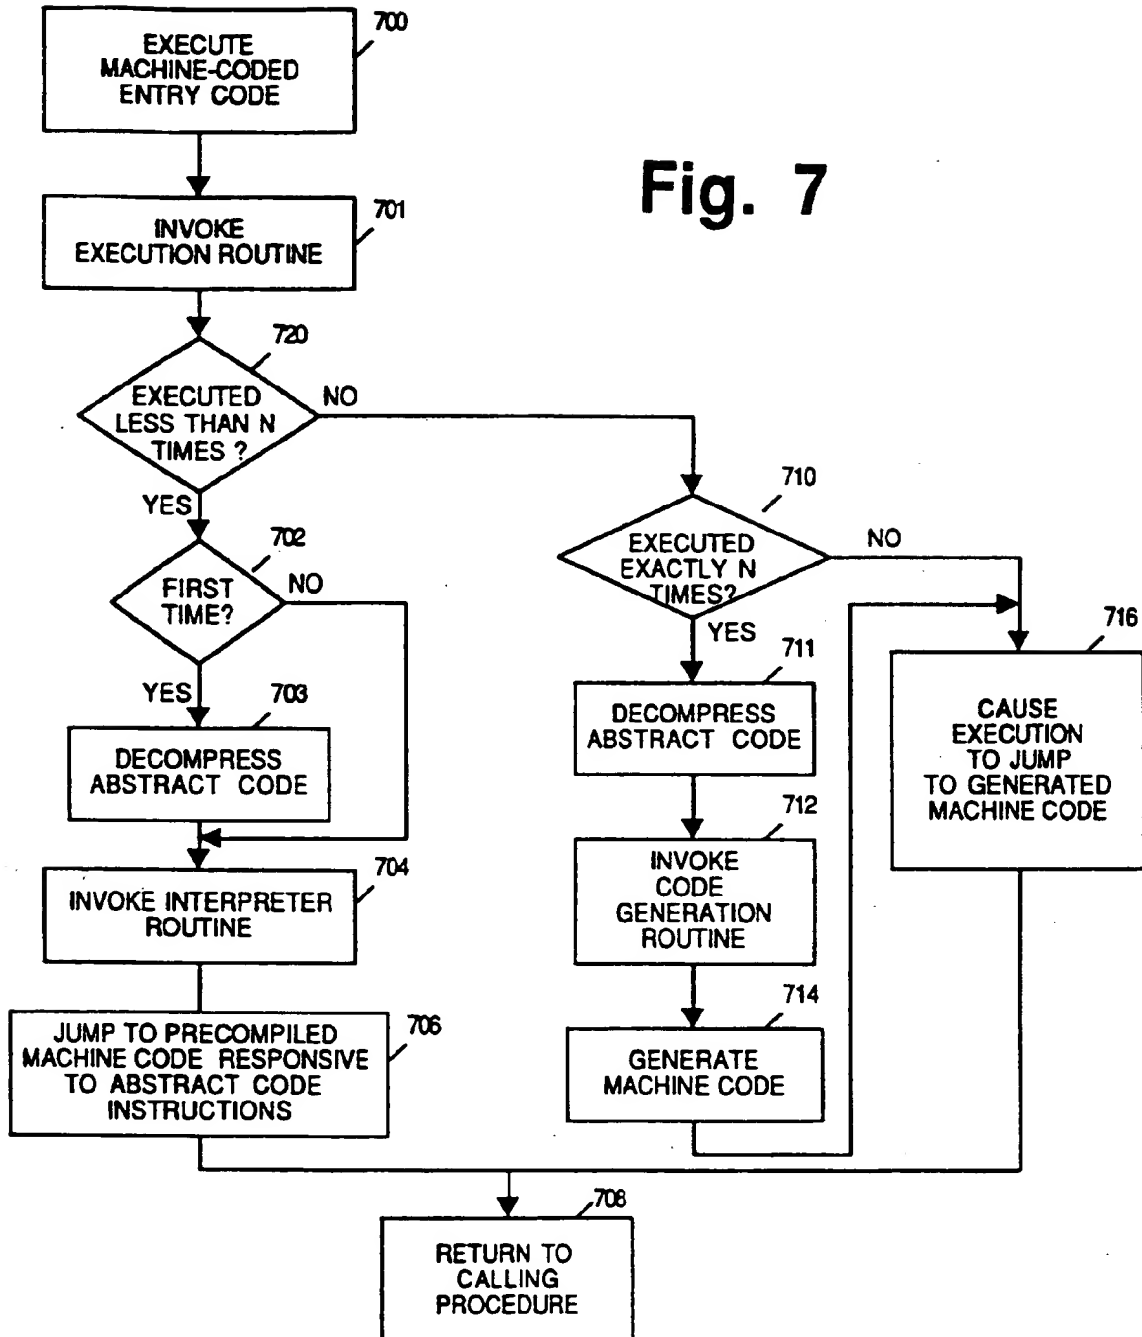 700
EXECUTE
MACHINE-CODED
ENTRY CODE
Fig. 7
701
INVOKE
EXECUTION ROUTINE
720
EXECUTED
LESS THAN N
TIMES ?
NO
YES
702
FIRST
TIME?
NO
YES
703
DECOMPRESS
ABSTRACT CODE
704
INVOKE INTERPRETER
ROUTINE
706
JUMP TO PRECOMPILED
MACHINE CODE RESPONSIVE
TO ABSTRACT CODE
INSTRUCTIONS
710
EXECUTED
EXACTLY N
TIMES?
NO
YES
711
DECOMPRESS
ABSTRACT CODE
712
INVOKE
CODE
GENERATION
ROUTINE
714
GENERATE
MACHINE CODE
716
CAUSE
EXECUTION
TO JUMP
TO GENERATED
MACHINE CODE
708
RETURN TO
CALLING
PROCEDURE